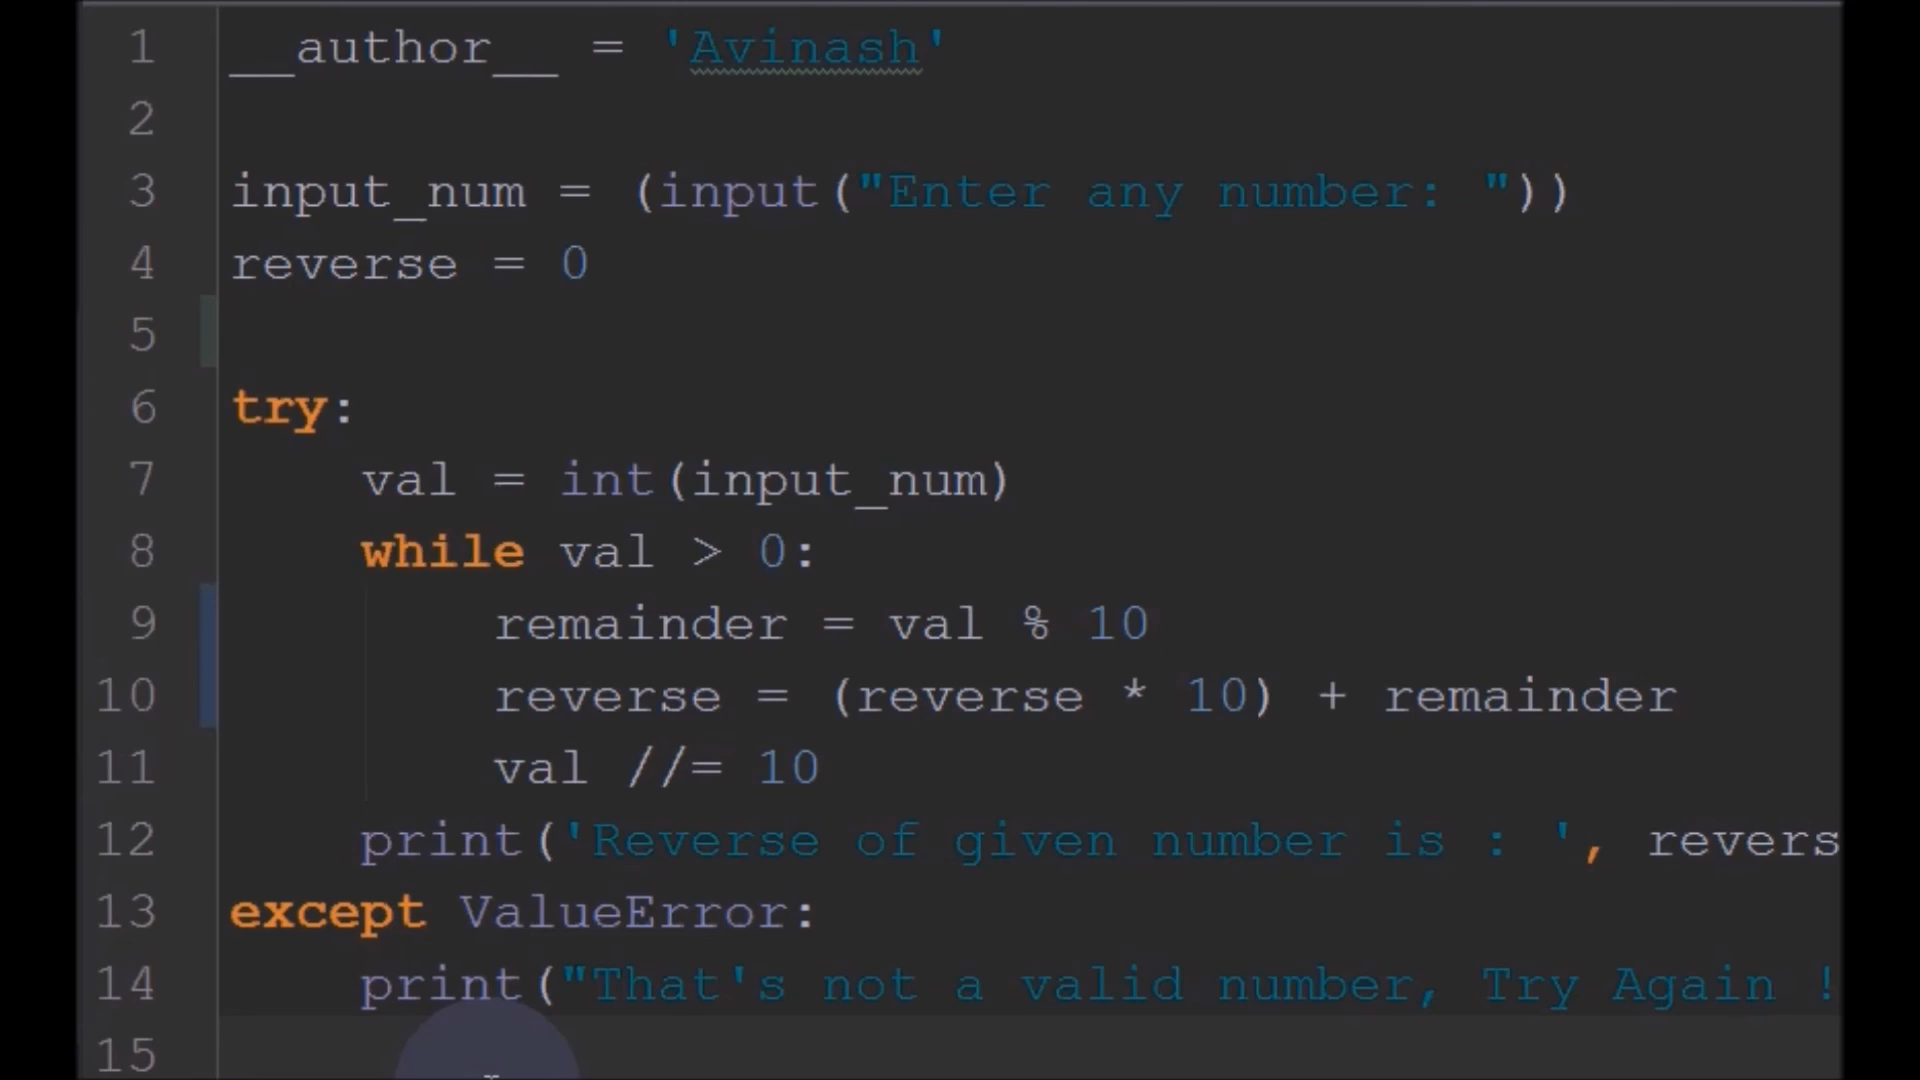 1 __author__ = 'Avinash'
2
3 input_num = (input("Enter any number: "))
4 reverse = 0
5
6 try:
7     val = int(input_num)
8     while val > 0:
9         remainder = val % 10
10         reverse = (reverse * 10) + remainder
11         val //= 10
12     print('Reverse of given number is : ', revers
13 except ValueError:
14     print("That's not a valid number, Try Again !
15